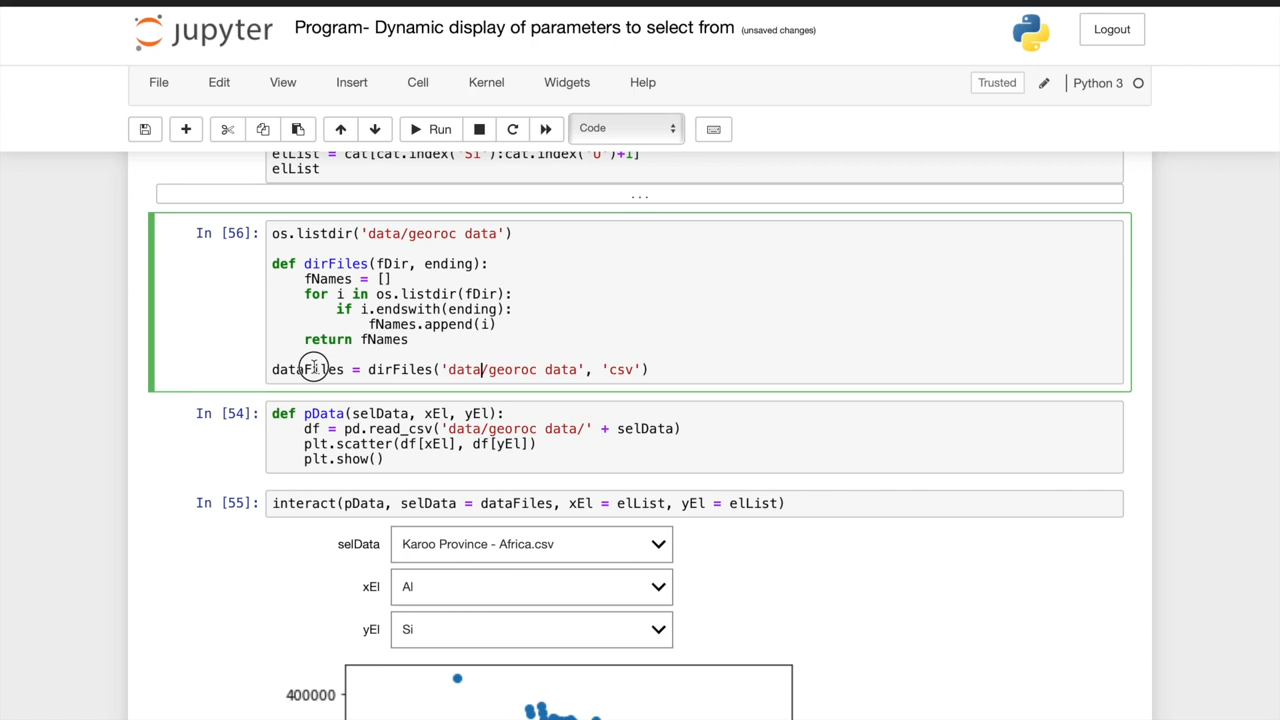 jupyter Program- Dynamic display of parameters to select from (unsaved changes) Logout
File Edit View Insert Cell Kernel Widgets Help Trusted Python 3
Run Code
elList = cat[cat.index('Si'):cat.index('U')+1]
elList
...
In [56]: os.listdir('data/georoc data')
def dirFiles(fDir, ending):
fNames = []
for i in os.listdir(fDir):
if i.endswith(ending):
fNames.append(i)
return fNames
dataFiles = dirFiles('data/georoc data', 'csv')
In [54]: def pData(selData, xEl, yEl):
df = pd.read_csv('data/georoc data/' + selData)
plt.scatter(df[xEl], df[yEl])
plt.show()
In [55]: interact(pData, selData = dataFiles, xEl = elList, yEl = elList)
selData Karoo Province - Africa.csv
xEl Al
yEl Si
400000